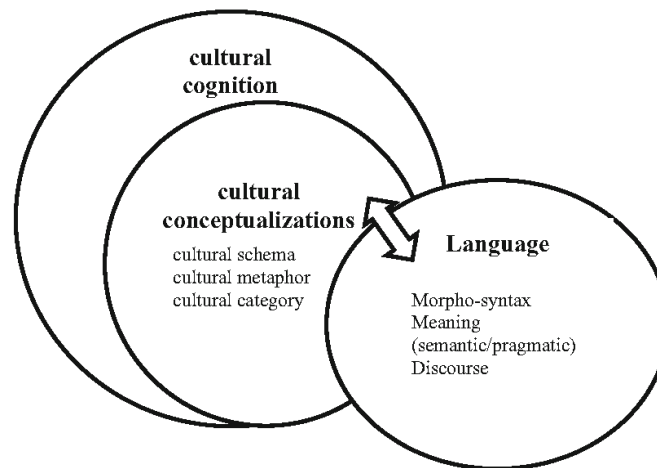 cultural
cognition
cultural
conceptualizations
cultural schema
cultural metaphor
cultural category
Language
Morpho-syntax
Meaning
(semantic/pragmatic)
Discourse